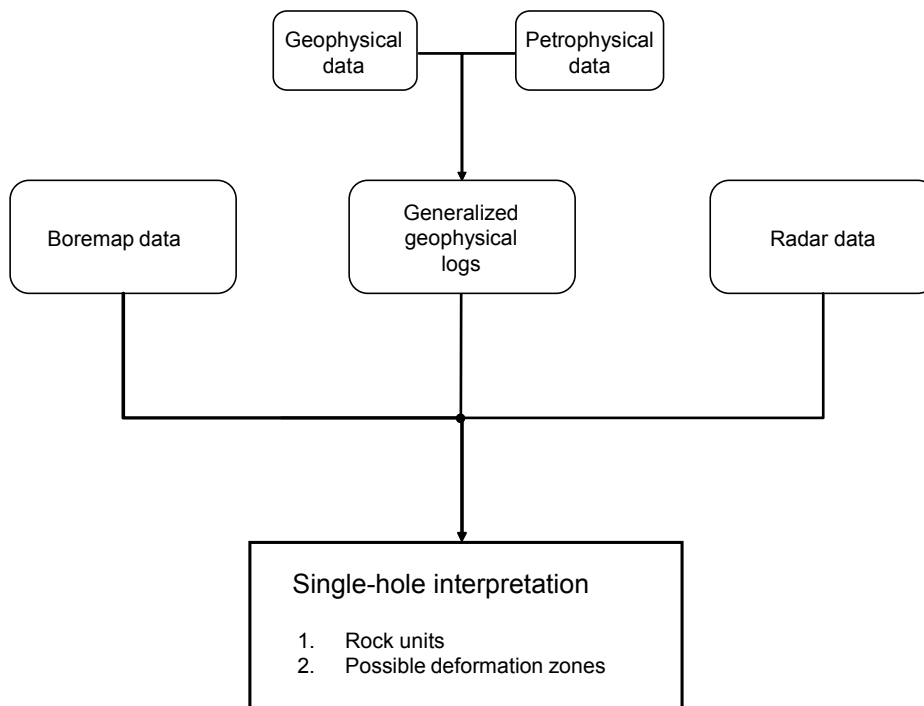 Geophysical
data
Petrophysical
data
Boremap data
Generalized
geophysical
logs
Radar data
Single-hole interpretation
1. Rock units
2. Possible deformation zones